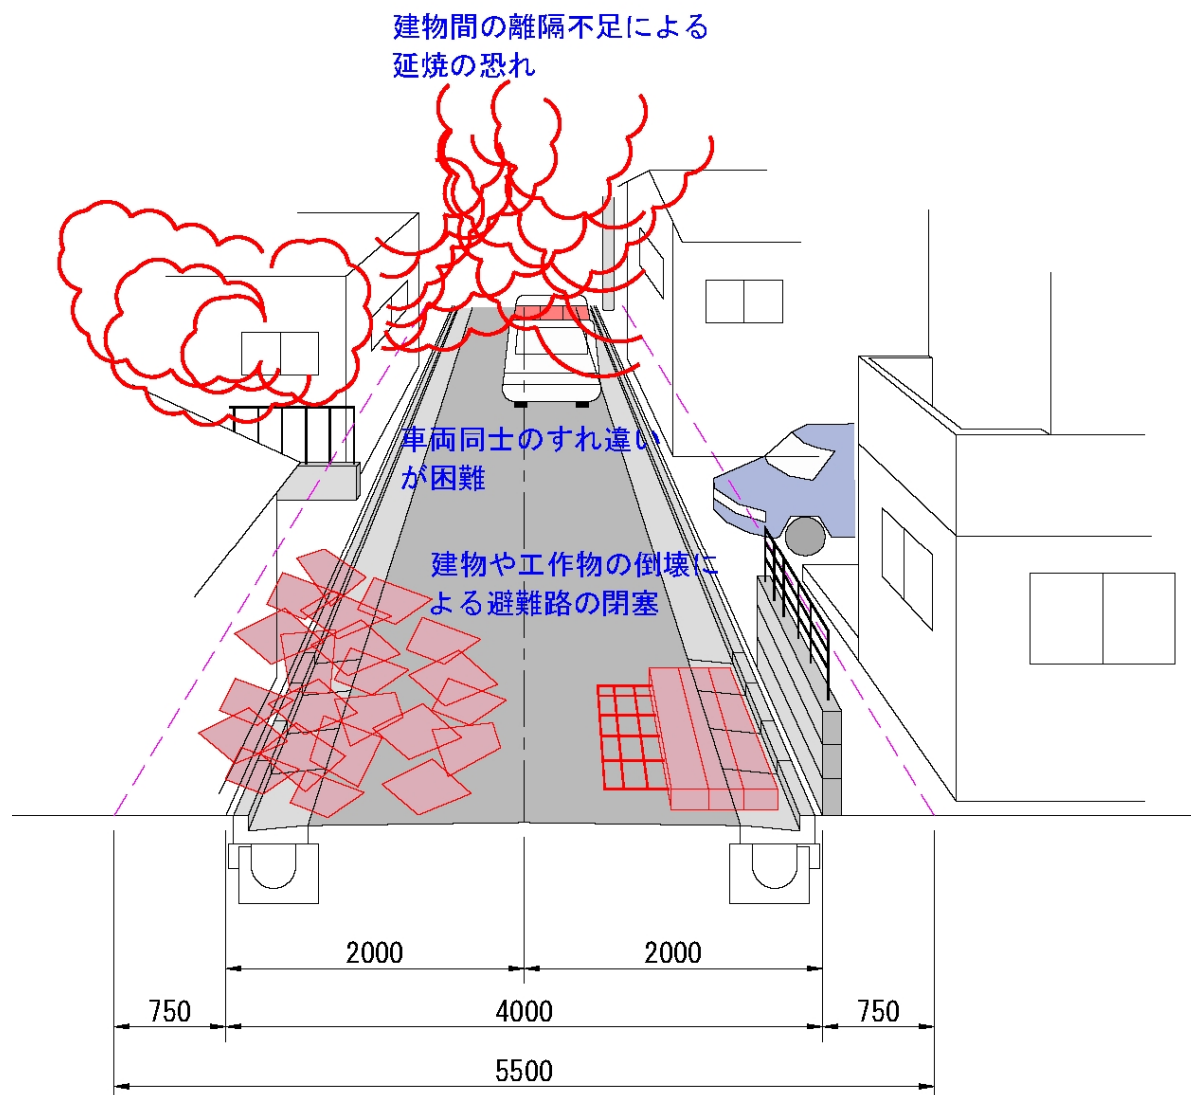 建物間の離隔不足による
延焼の恐れ
車両同士のすれ違い
が困難
建物や工作物の倒壊に
よる避難路の閉塞
2000
2000
750
4000
750
5500